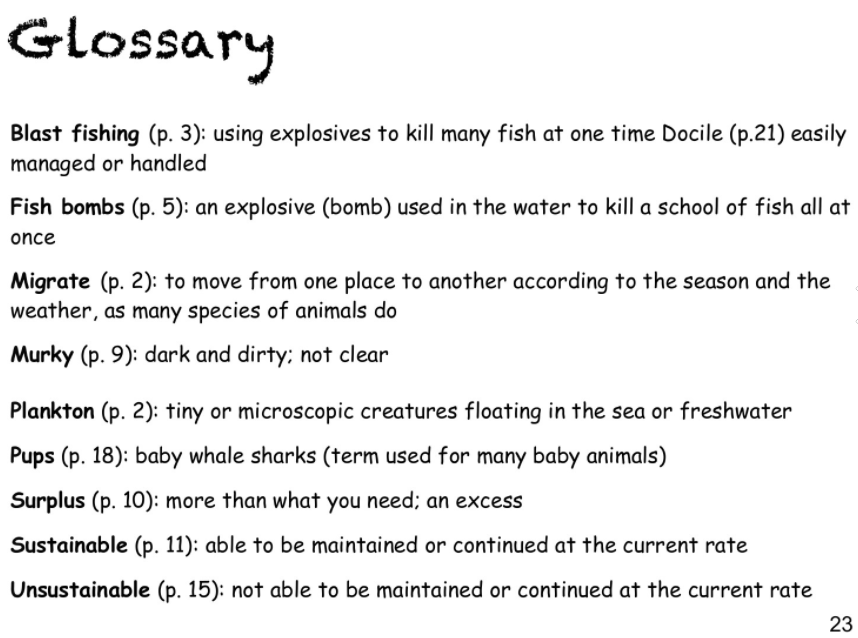 Glossary
Blast fishing (p. 3): using explosives to kill many fish at one time Docile (p.21) easily
managed or handled
Fish bombs (p. 5): an explosive (bomb) used in the water to kill a school of fish all at
once
Migrate (p. 2): to move from one place to another according to the season and the
weather, as many species of animals do
Murky (p. 9): dark and dirty; not clear
Plankton (p. 2): tiny or microscopic creatures floating in the sea or freshwater
Pups (p. 18): baby whale sharks (term used for many baby animals)
Surplus (p. 10): more than what you need; an excess
Sustainable (p. 11): able to be maintained or continued at the current rate
Unsustainable (p. 15): not able to be maintained or continued at the current rate
23